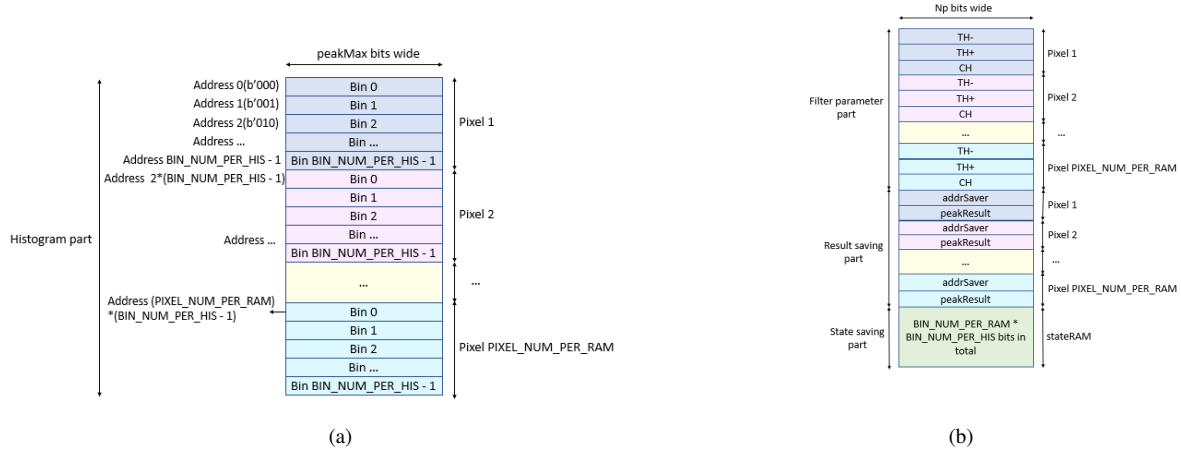 peakMax bits wide
Histogram part
Address 0(b'000)
Address 1(b'001)
Address 2(b'010)
Address ...
Address BIN_NUM_PER_HIS - 1
Address 2*(BIN_NUM_PER_HIS - 1)
Address ...
Address (PIXEL_NUM_PER_RAM)
*(BIN_NUM_PER_HIS - 1)
Bin 0
Bin 1
Bin 2
Bin ...
Bin BIN_NUM_PER_HIS - 1
Bin 0
Bin 1
Bin 2
Bin ...
Bin BIN_NUM_PER_HIS - 1
...
Bin 0
Bin 1
Bin 2
Bin ...
Bin BIN_NUM_PER_HIS - 1
Pixel 1
Pixel 2
...
Pixel PIXEL_NUM_PER_RAM
(a)
Np bits wide
Filter parameter
part
Result saving
part
State saving
part
TH-
TH+
CH
TH-
TH+
CH
...
TH-
TH+
CH
addrSaver
peakResult
addrSaver
peakResult
...
addrSaver
peakResult
BIN_NUM_PER_RAM *
BIN_NUM_PER_HIS bits in
total
Pixel 1
Pixel 2
...
Pixel PIXEL_NUM_PER_RAM
Pixel 1
Pixel 2
...
Pixel PIXEL_NUM_PER_RAM
stateRAM
(b)